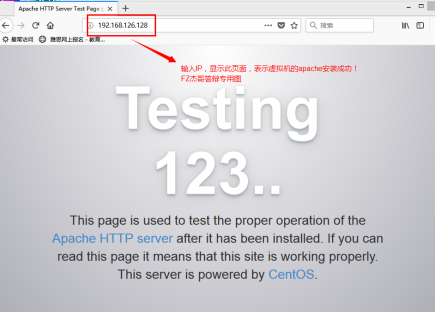 Apache HTTP Server Test Page
192.168.126.128
搜索
最常访问
教育...
输入IP，显示此页面，表示虚拟机的apache安装成功！
FZ杰哥答辩专用图
Testing
123..
This page is used to test the proper operation of the
Apache HTTP server after it has been installed. If you can
read this page it means that this site is working properly.
This server is powered by CentOS.